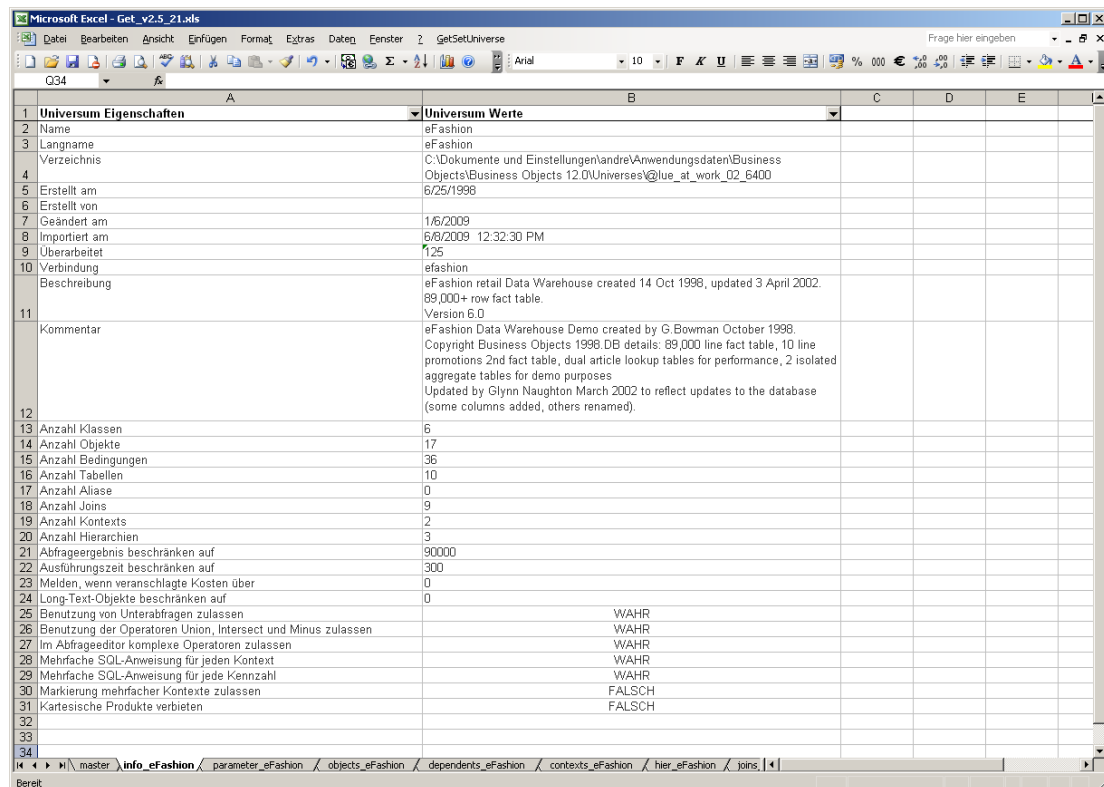 Microsoft Excel - Get_v2.5_21.xls
Datei Bearbeiten Ansicht Einfügen Format Extras Daten Fenster ? GetSetUniverse Frage hier eingeben
Arial 10 F K U % 000 €
Q34 fx
A B C D E
1 Universum Eigenschaften Universum Werte
2 Name eFashion
3 Langname eFashion
4 Verzeichnis C:\Dokumente und Einstellungen\andre\Anwendungsdaten\Business
Objects\Business Objects 12.0\Universes\@lue_at_work_02_6400
5 Erstellt am 6/25/1998
6 Erstellt von
7 Geändert am 1/6/2009
8 Importiert am 6/8/2009 12:32:30 PM
9 Überarbeitet 125
10 Verbindung efashion
11 Beschreibung eFashion retail Data Warehouse created 14 Oct 1998, updated 3 April 2002.
89,000+ row fact table.
Version 6.0
12 Kommentar eFashion Data Warehouse Demo created by G.Bowman October 1998.
Copyright Business Objects 1998.DB details: 89,000 line fact table, 10 line
promotions 2nd fact table, dual article lookup tables for performance, 2 isolated
aggregate tables for demo purposes
Updated by Glynn Naughton March 2002 to reflect updates to the database
(some columns added, others renamed).
13 Anzahl Klassen 6
14 Anzahl Objekte 17
15 Anzahl Bedingungen 36
16 Anzahl Tabellen 10
17 Anzahl Aliase 0
18 Anzahl Joins 9
19 Anzahl Kontexts 2
20 Anzahl Hierarchien 3
21 Abfrageergebnis beschränken auf 90000
22 Ausführungszeit beschränken auf 300
23 Melden, wenn veranschlagte Kosten über 0
24 Long-Text-Objekte beschränken auf 0
25 Benutzung von Unterabfragen zulassen WAHR
26 Benutzung der Operatoren Union, Intersect und Minus zulassen WAHR
27 Im Abfrageeditor komplexe Operatoren zulassen WAHR
28 Mehrfache SQL-Anweisung für jeden Kontext WAHR
29 Mehrfache SQL-Anweisung für jede Kennzahl WAHR
30 Markierung mehrfacher Kontexte zulassen FALSCH
31 Kartesische Produkte verbieten FALSCH
32
33
34
master info_eFashion parameter_eFashion objects_eFashion dependents_eFashion contexts_eFashion hier_eFashion joins_
Bereit